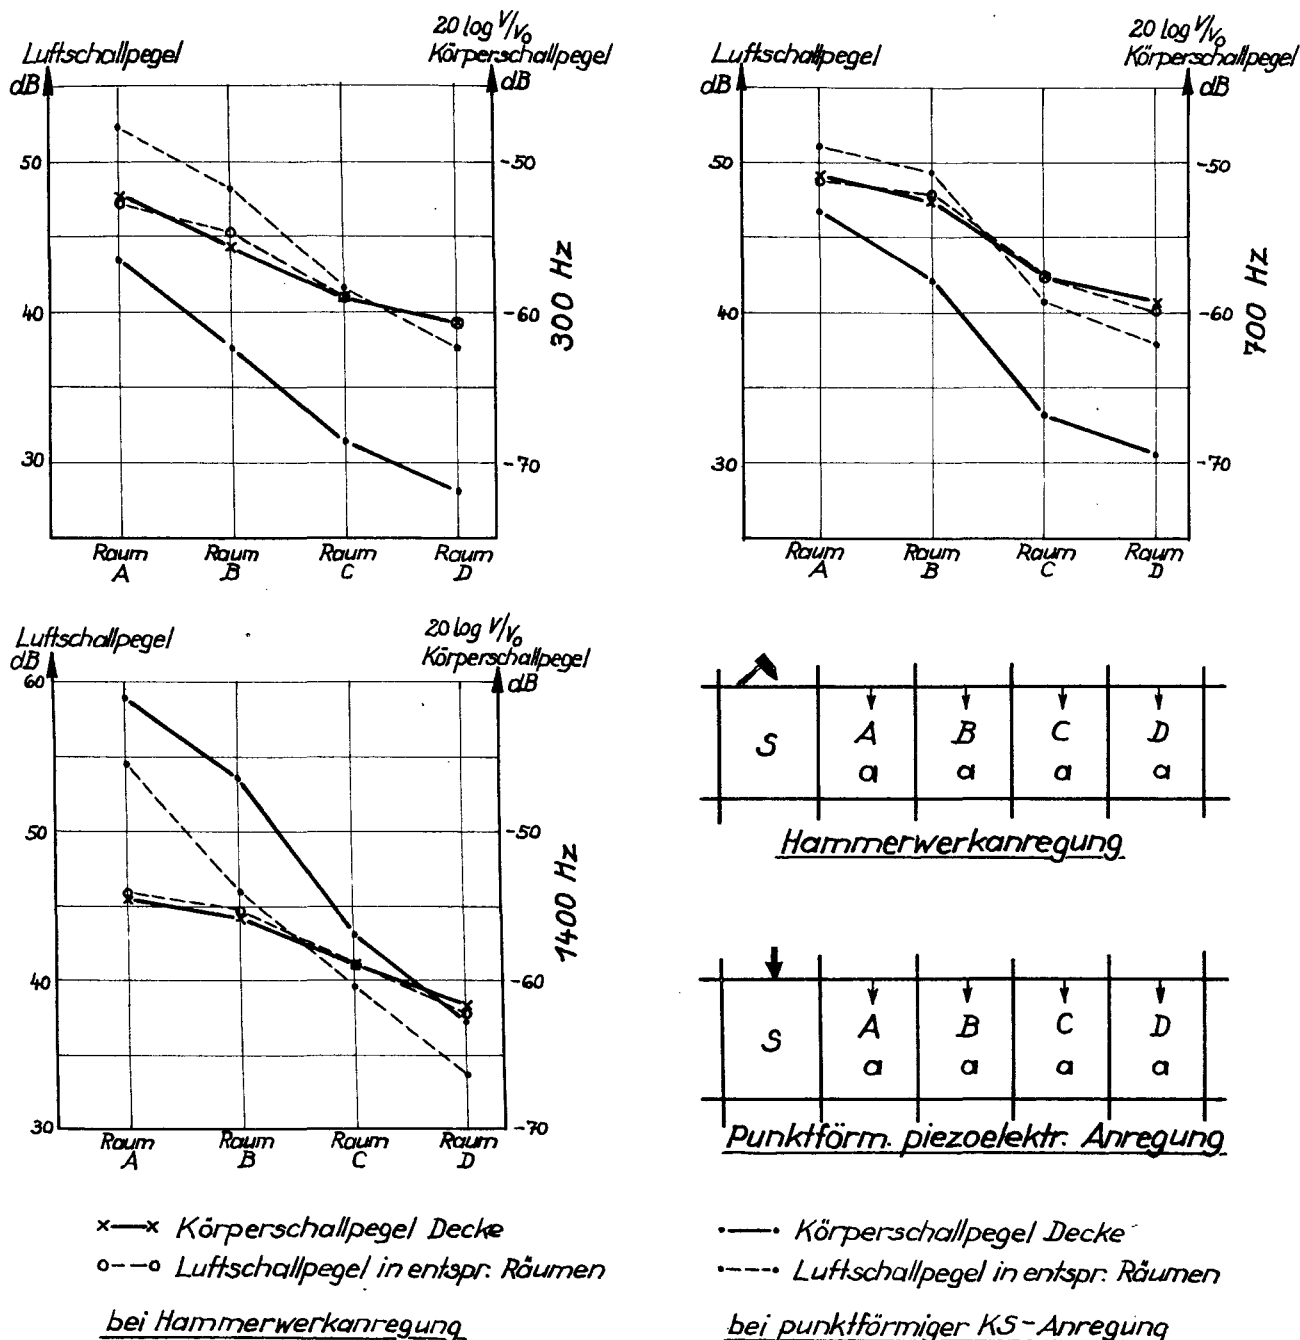 20 log V/V₀
Luftschallpegel Körperschallpegel
dB dB
50 -50
40 -60
30 -70
300 Hz
Raum Raum Raum Raum
A B C D
20 log V/V₀
Luftschallpegel Körperschallpegel
dB dB
50 -50
40 -60
30 -70
700 Hz
Raum Raum Raum Raum
A B C D
20 log V/V₀
Luftschallpegel Körperschallpegel
dB dB
60
50 -50
40 -60
30 -70
1400 Hz
Raum Raum Raum Raum
A B C D
S A B C D
a a a a
Hammerwerkanregung
S A B C D
a a a a
Punktförm. piezoelektr. Anregung
x—x Körperschallpegel Decke
o--o Luftschallpegel in entspr. Räumen
bei Hammerwerkanregung
Körperschallpegel Decke
Luftschallpegel in entspr. Räumen
bei punktförmiger KS-Anregung